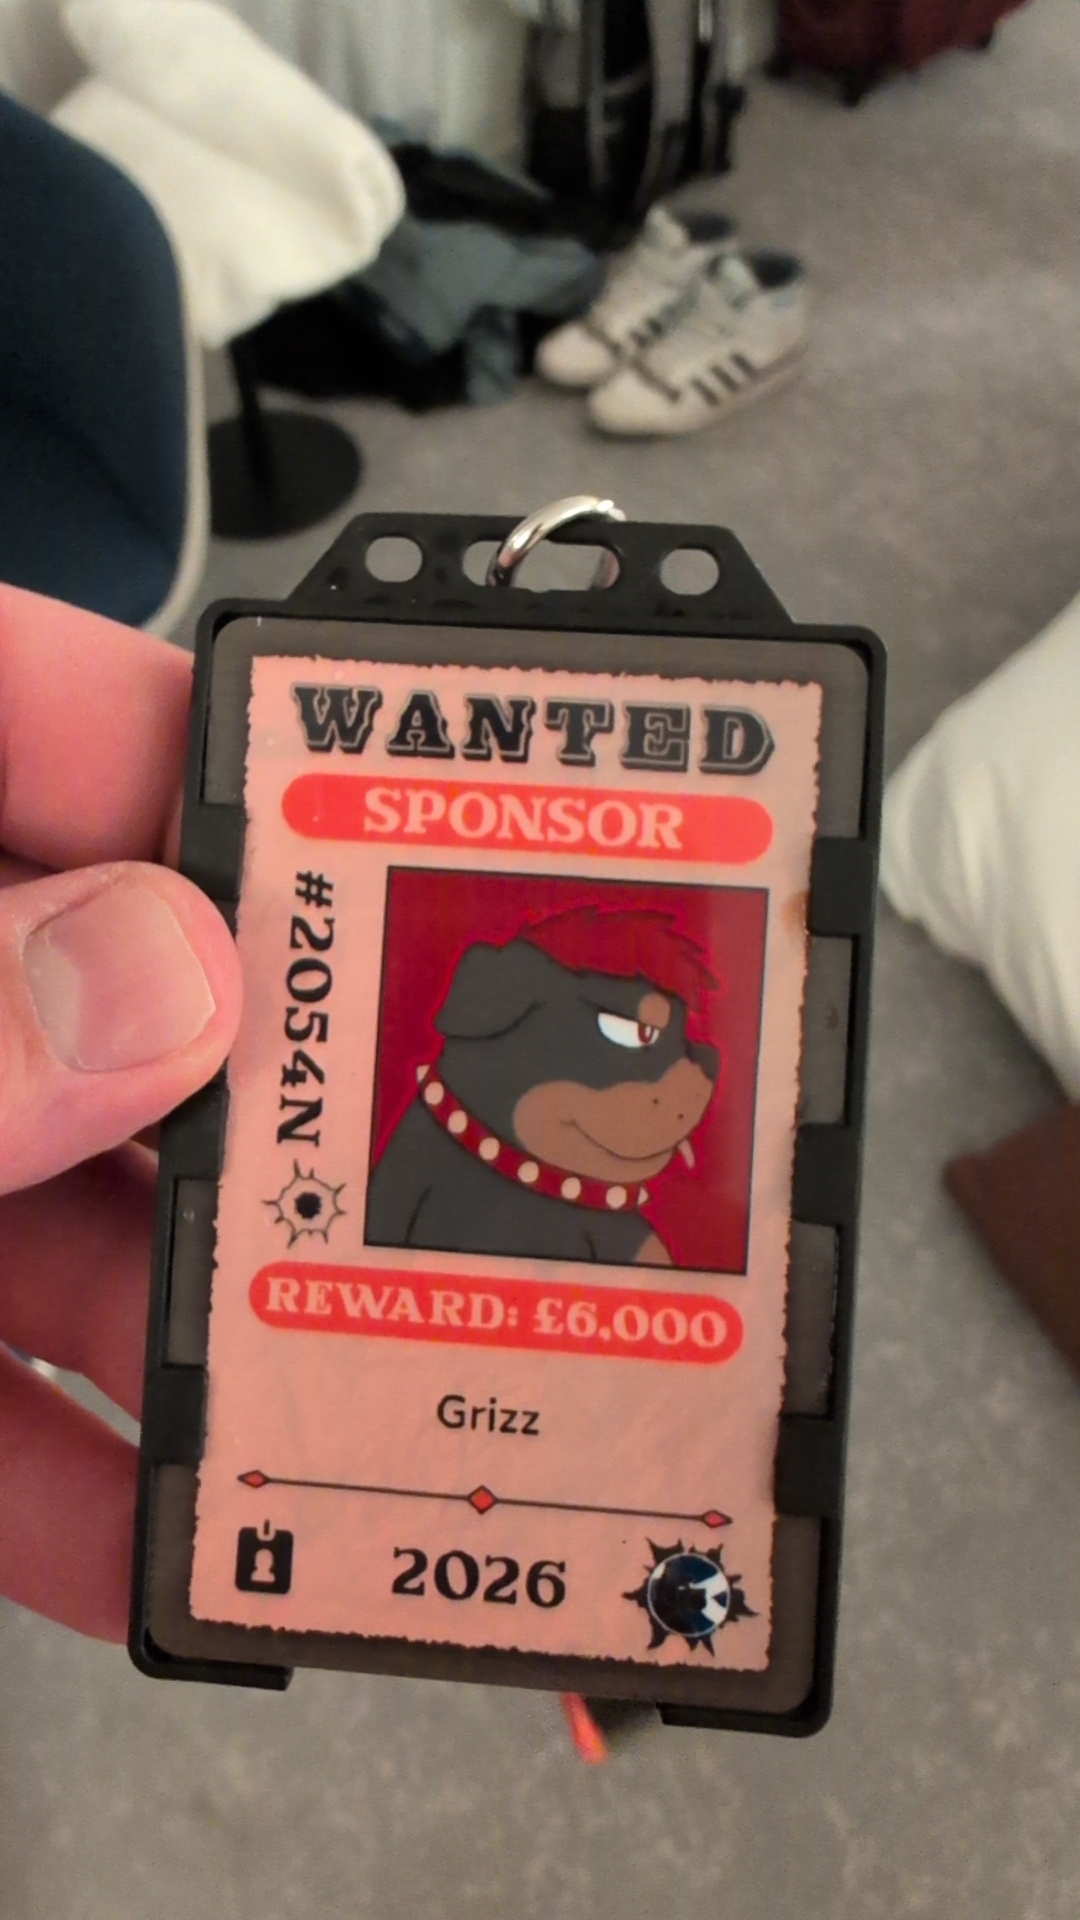 WANTED
SPONSOR
#2054N
REWARD: £6,000
Grizz
2026